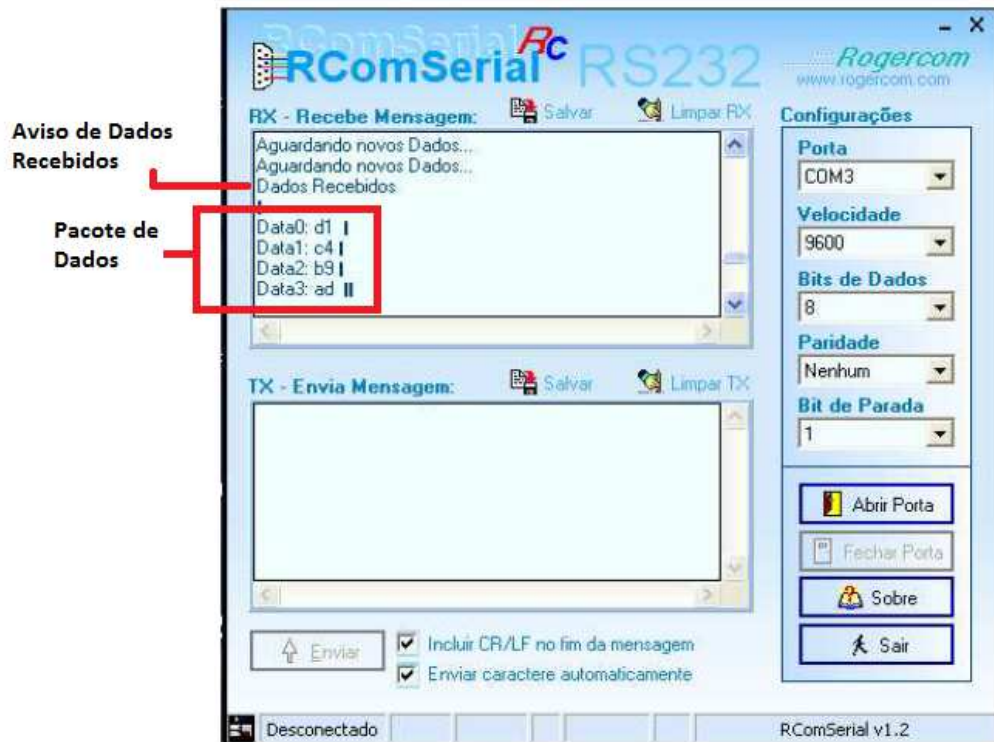 Aviso de Dados
Recebidos
Pacote de
Dados
RComSerial
RComSerial RC RS232
Rogercom
www.rogercom.com
RX - Recebe Mensagem:
Salvar
Limpar RX
Aguardando novos Dados...
Aguardando novos Dados...
Dados Recebidos
Data0: d1
Data1: c4
Data2: b9
Data3: ad
TX - Envia Mensagem:
Salvar
Limpar TX
Enviar
Incluir CR/LF no fim da mensagem
Enviar caractere automaticamente
Configurações
Porta
COM3
Velocidade
9600
Bits de Dados
8
Paridade
Nenhum
Bit de Parada
1
Abrir Porta
Fechar Porta
Sobre
Sair
Desconectado
RComSerial v1.2